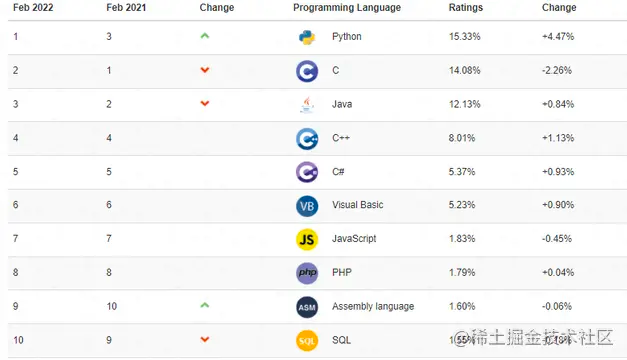 Feb 2022 Feb 2021 Change Programming Language Ratings Change
1 3 Python 15.33% +4.47%
2 1 C C 14.08% -2.26%
3 2 Java Java 12.13% +0.84%
4 4 C++ C++ 8.01% +1.13%
5 5 C C# 5.37% +0.93%
6 6 VB Visual Basic 5.23% +0.90%
7 7 JS JavaScript 1.83% -0.45%
8 8 php PHP 1.79% +0.04%
9 10 ASM Assembly language 1.60% -0.06%
10 9 SQL SQL 1.55%
@稀土掘金技术社区